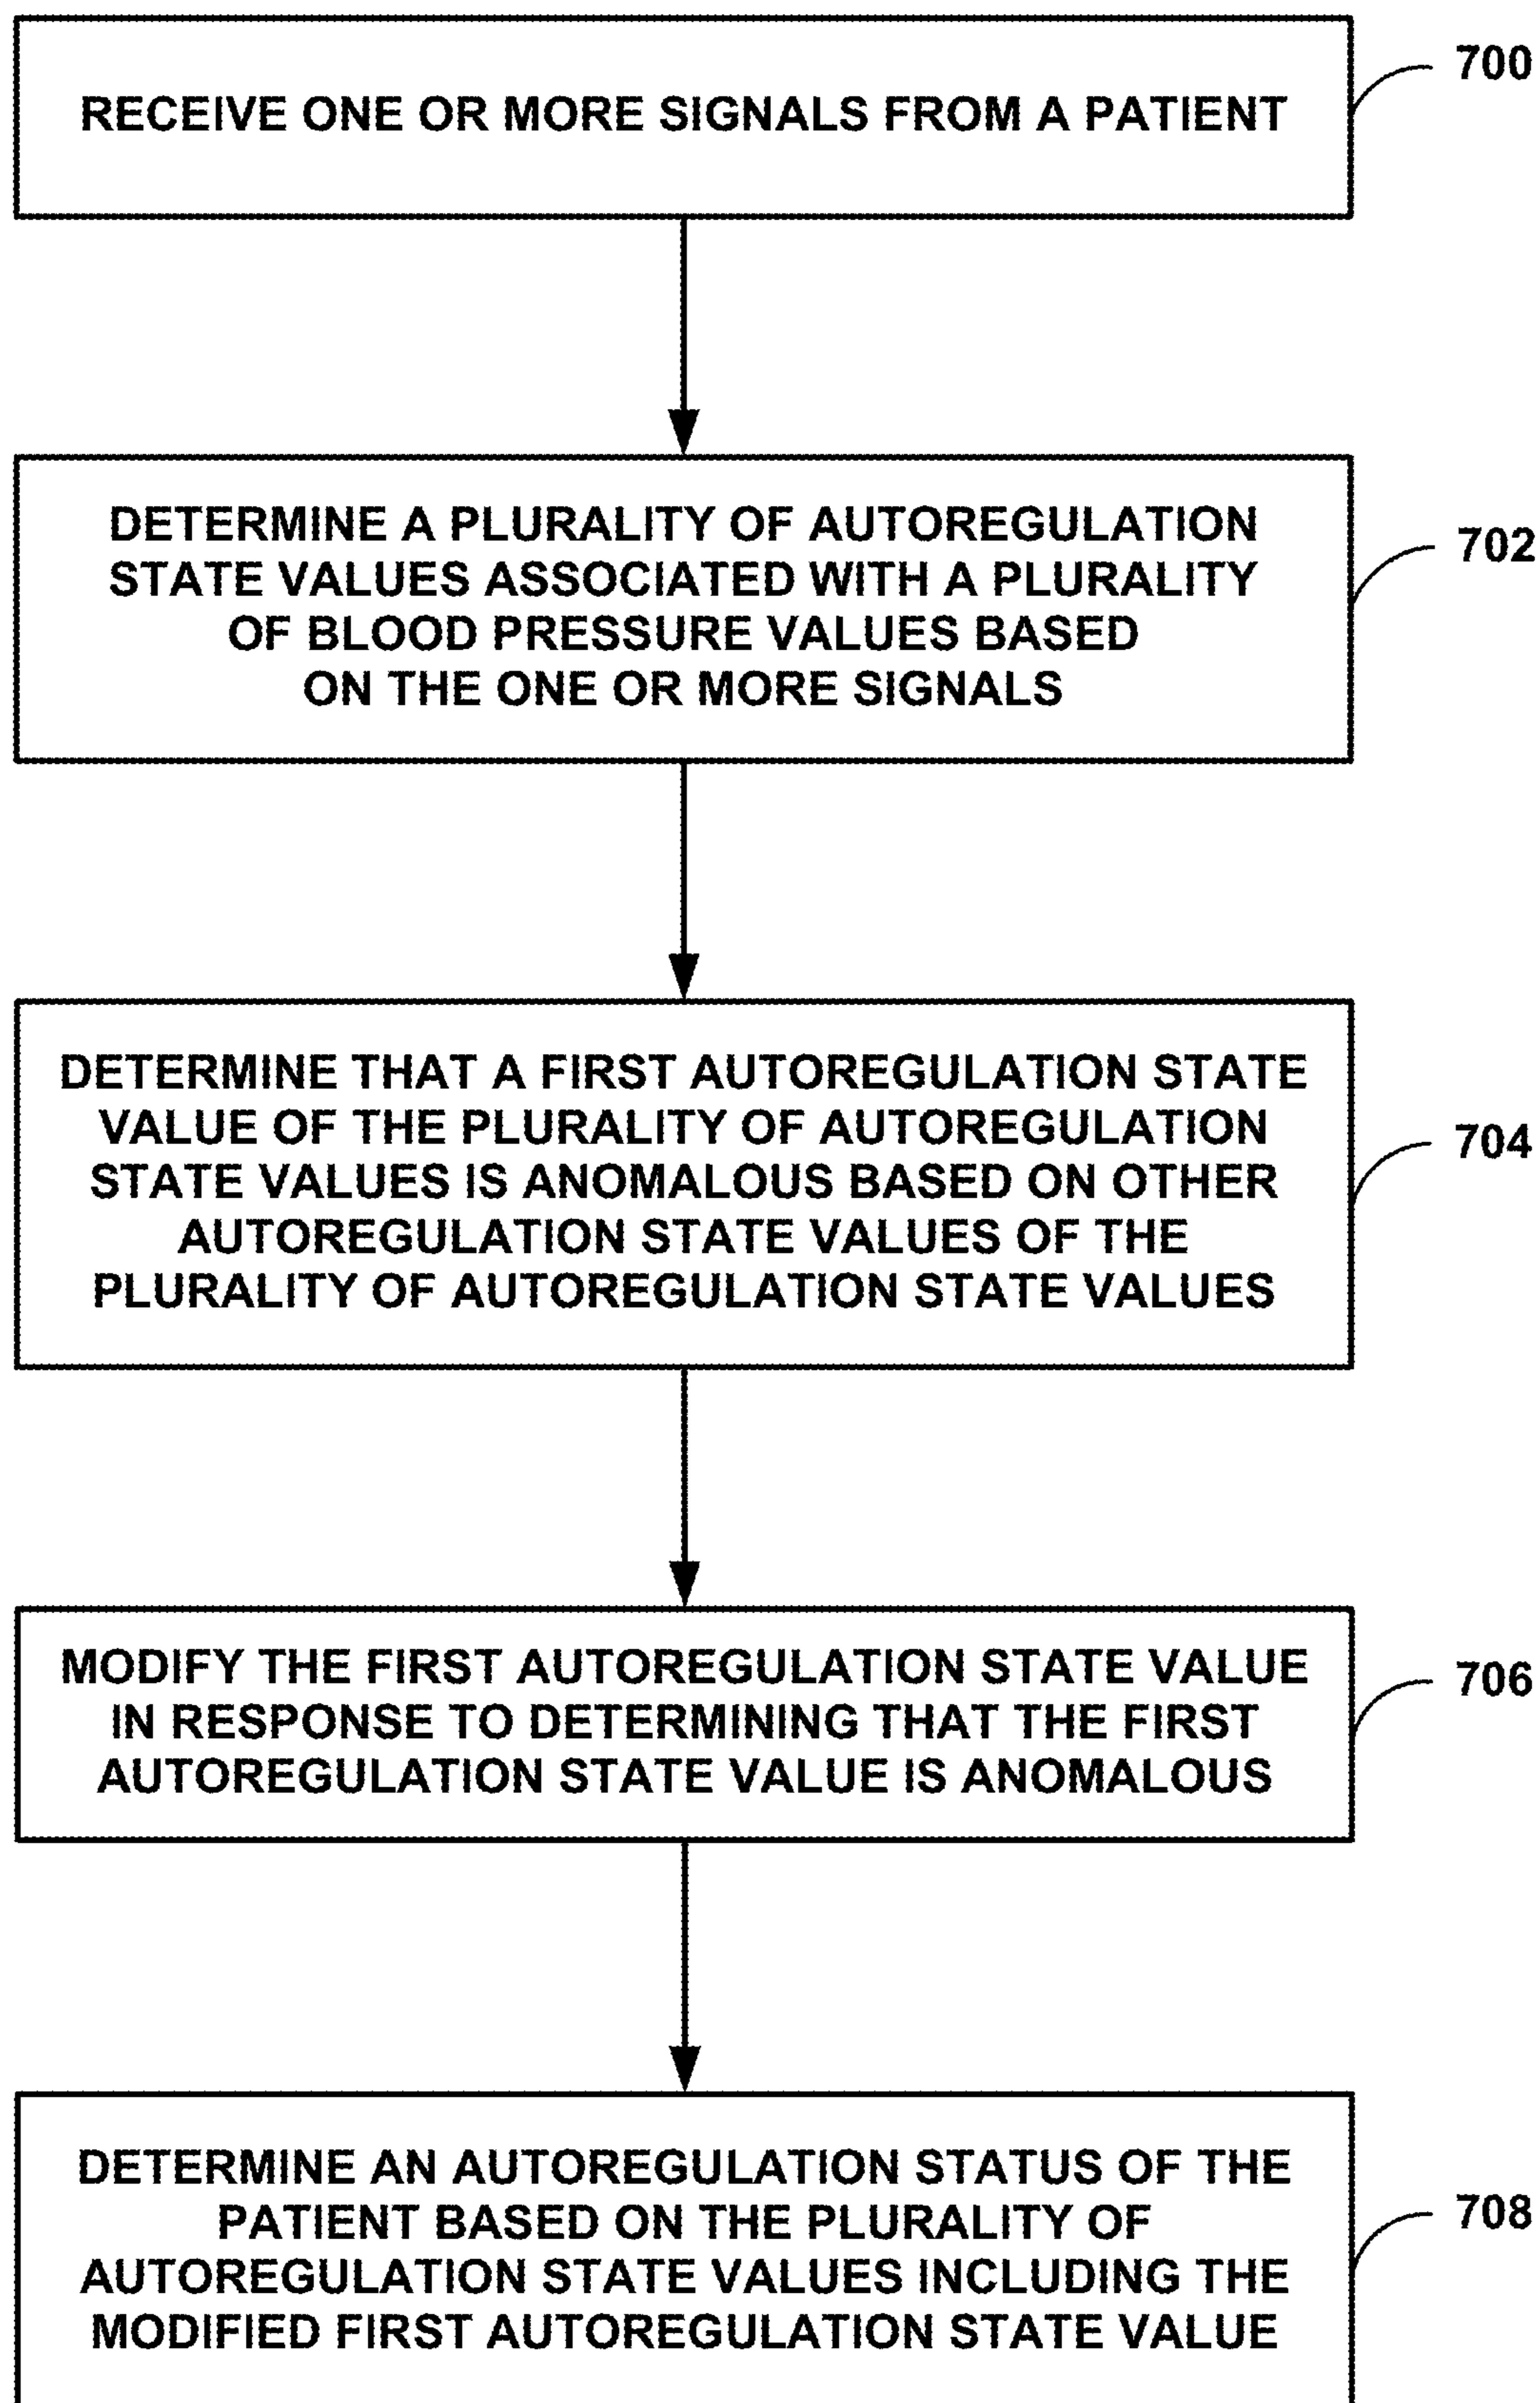 RECEIVE ONE OR MORE SIGNALS FROM A PATIENT
700
DETERMINE A PLURALITY OF AUTOREGULATION
STATE VALUES ASSOCIATED WITH A PLURALITY
OF BLOOD PRESSURE VALUES BASED
ON THE ONE OR MORE SIGNALS
702
DETERMINE THAT A FIRST AUTOREGULATION STATE
VALUE OF THE PLURALITY OF AUTOREGULATION
STATE VALUES IS ANOMALOUS BASED ON OTHER
AUTOREGULATION STATE VALUES OF THE
PLURALITY OF AUTOREGULATION STATE VALUES
704
MODIFY THE FIRST AUTOREGULATION STATE VALUE
IN RESPONSE TO DETERMINING THAT THE FIRST
AUTOREGULATION STATE VALUE IS ANOMALOUS
706
DETERMINE AN AUTOREGULATION STATUS OF THE
PATIENT BASED ON THE PLURALITY OF
AUTOREGULATION STATE VALUES INCLUDING THE
MODIFIED FIRST AUTOREGULATION STATE VALUE
708